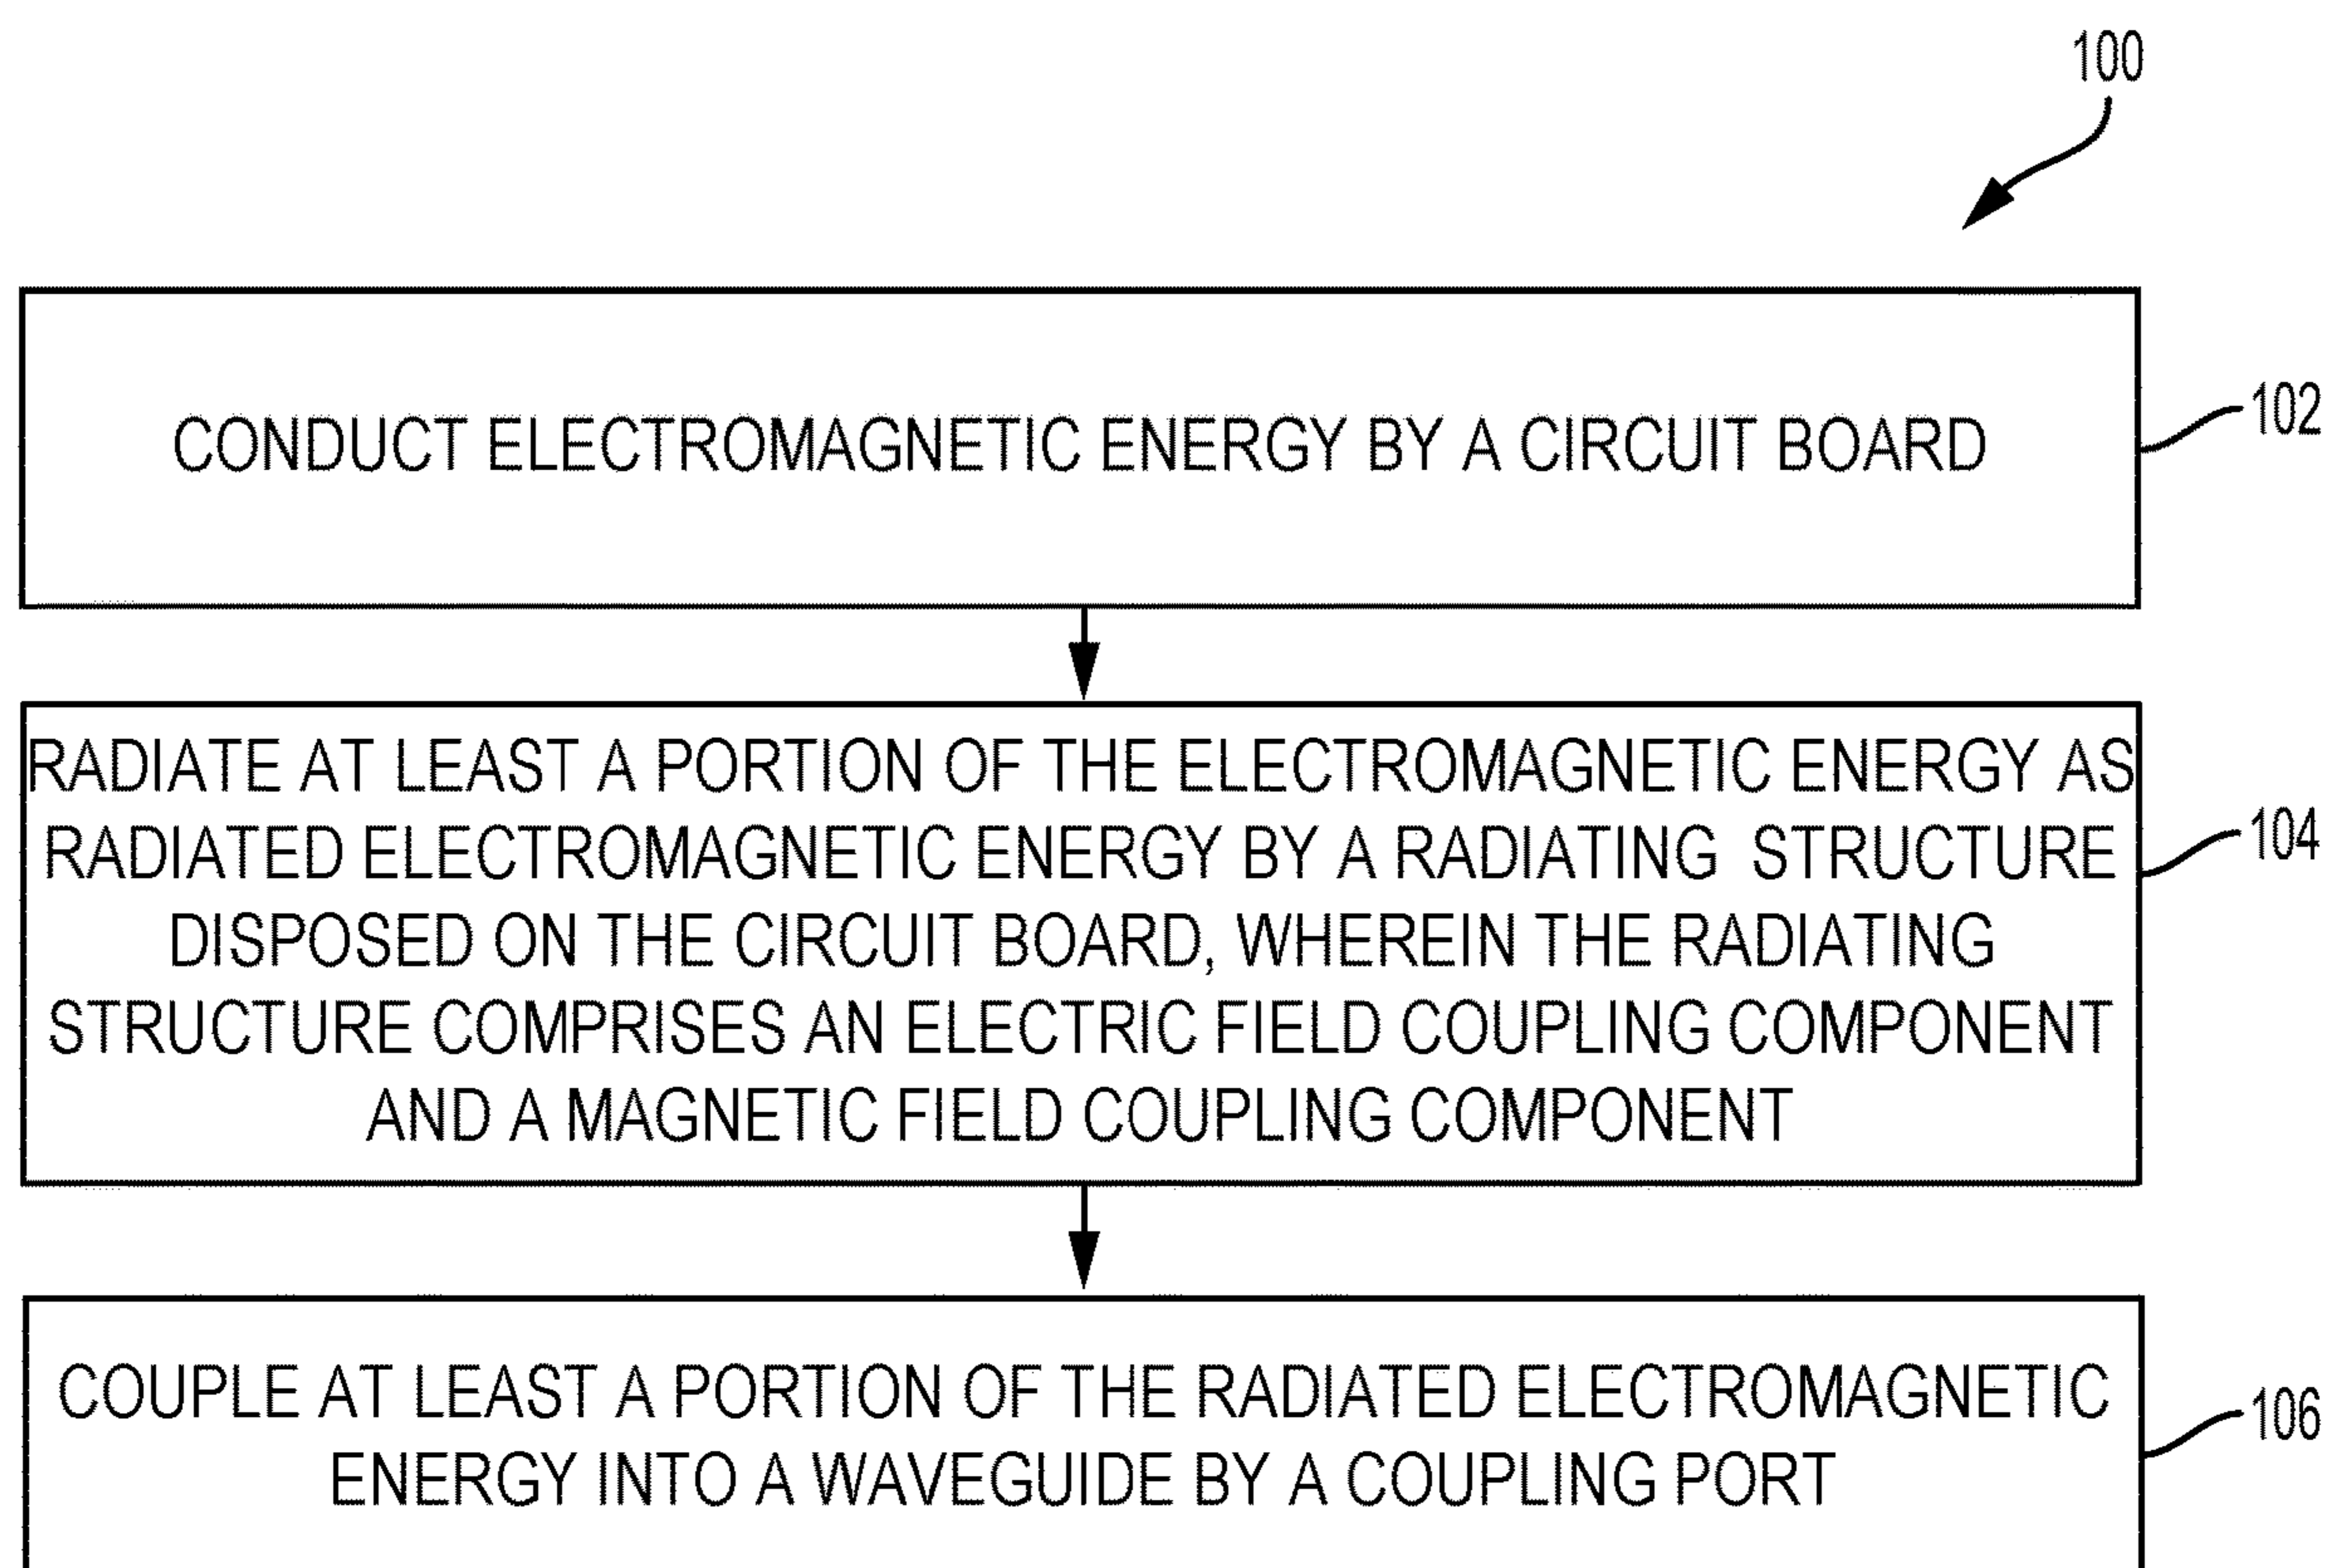 100
CONDUCT ELECTROMAGNETIC ENERGY BY A CIRCUIT BOARD
102
RADIATE AT LEAST A PORTION OF THE ELECTROMAGNETIC ENERGY AS
RADIATED ELECTROMAGNETIC ENERGY BY A RADIATING STRUCTURE
DISPOSED ON THE CIRCUIT BOARD, WHEREIN THE RADIATING
STRUCTURE COMPRISES AN ELECTRIC FIELD COUPLING COMPONENT
AND A MAGNETIC FIELD COUPLING COMPONENT
104
COUPLE AT LEAST A PORTION OF THE RADIATED ELECTROMAGNETIC
ENERGY INTO A WAVEGUIDE BY A COUPLING PORT
106